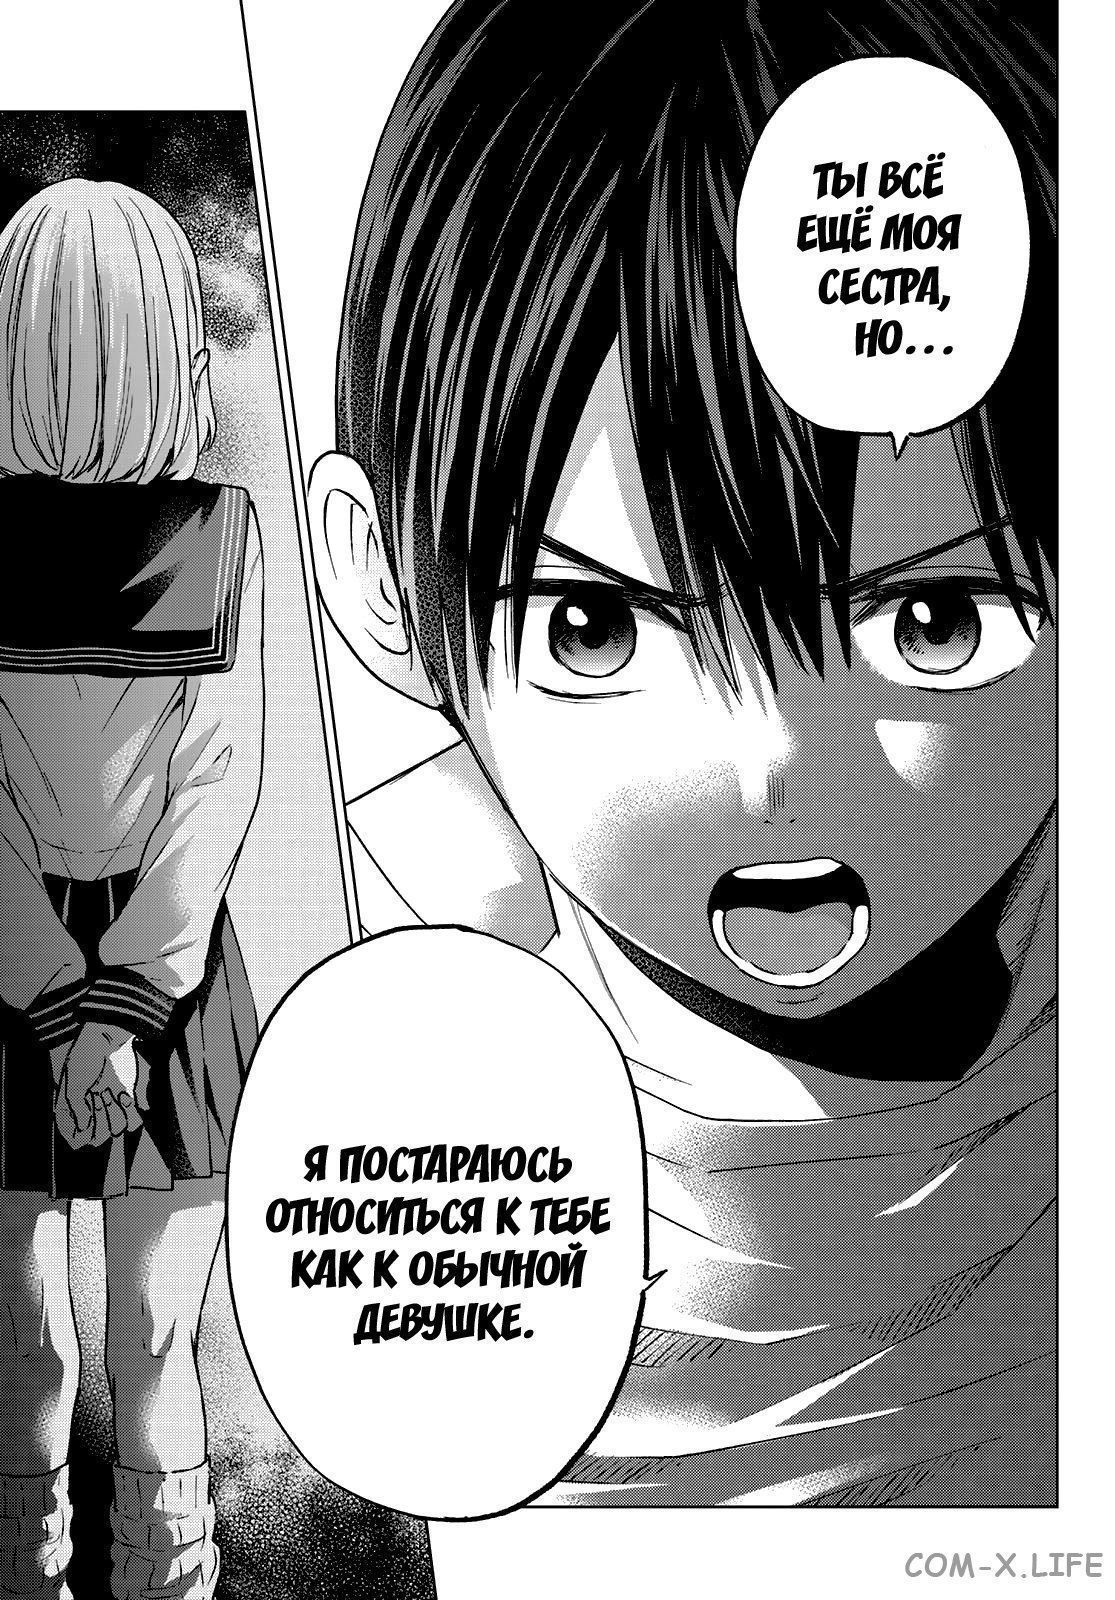 ТЫ ВСЁ
ЕЩЁ МОЯ
СЕСТРА,
НО...
Я ПОСТАРАЮСЬ
ОТНОСИТЬСЯ К ТЕБЕ
КАК К ОБЫЧНОЙ
ДЕВУШКЕ.
COM-X.LIFE